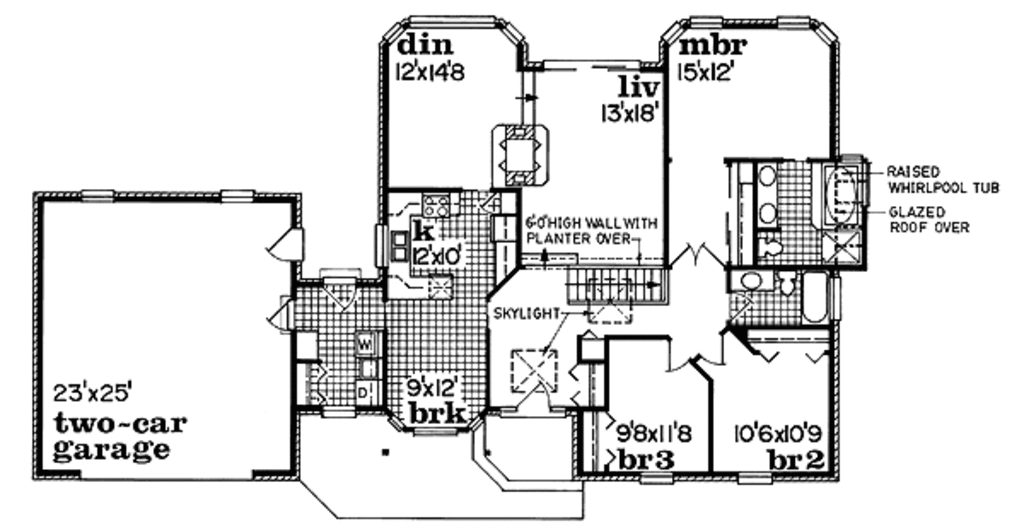 din
12'x14'8
liv
13'x18'
mbr
15'x12'
RAISED
WHIRLPOOL TUB
GLAZED
ROOF OVER
k
12'x10'
6'0" HIGH WALL WITH
PLANTER OVER
SKYLIGHT
W
D
9'x12'
brk
23'x25'
two-car
garage
9'8x11'8
br3
10'6x10'9
br2